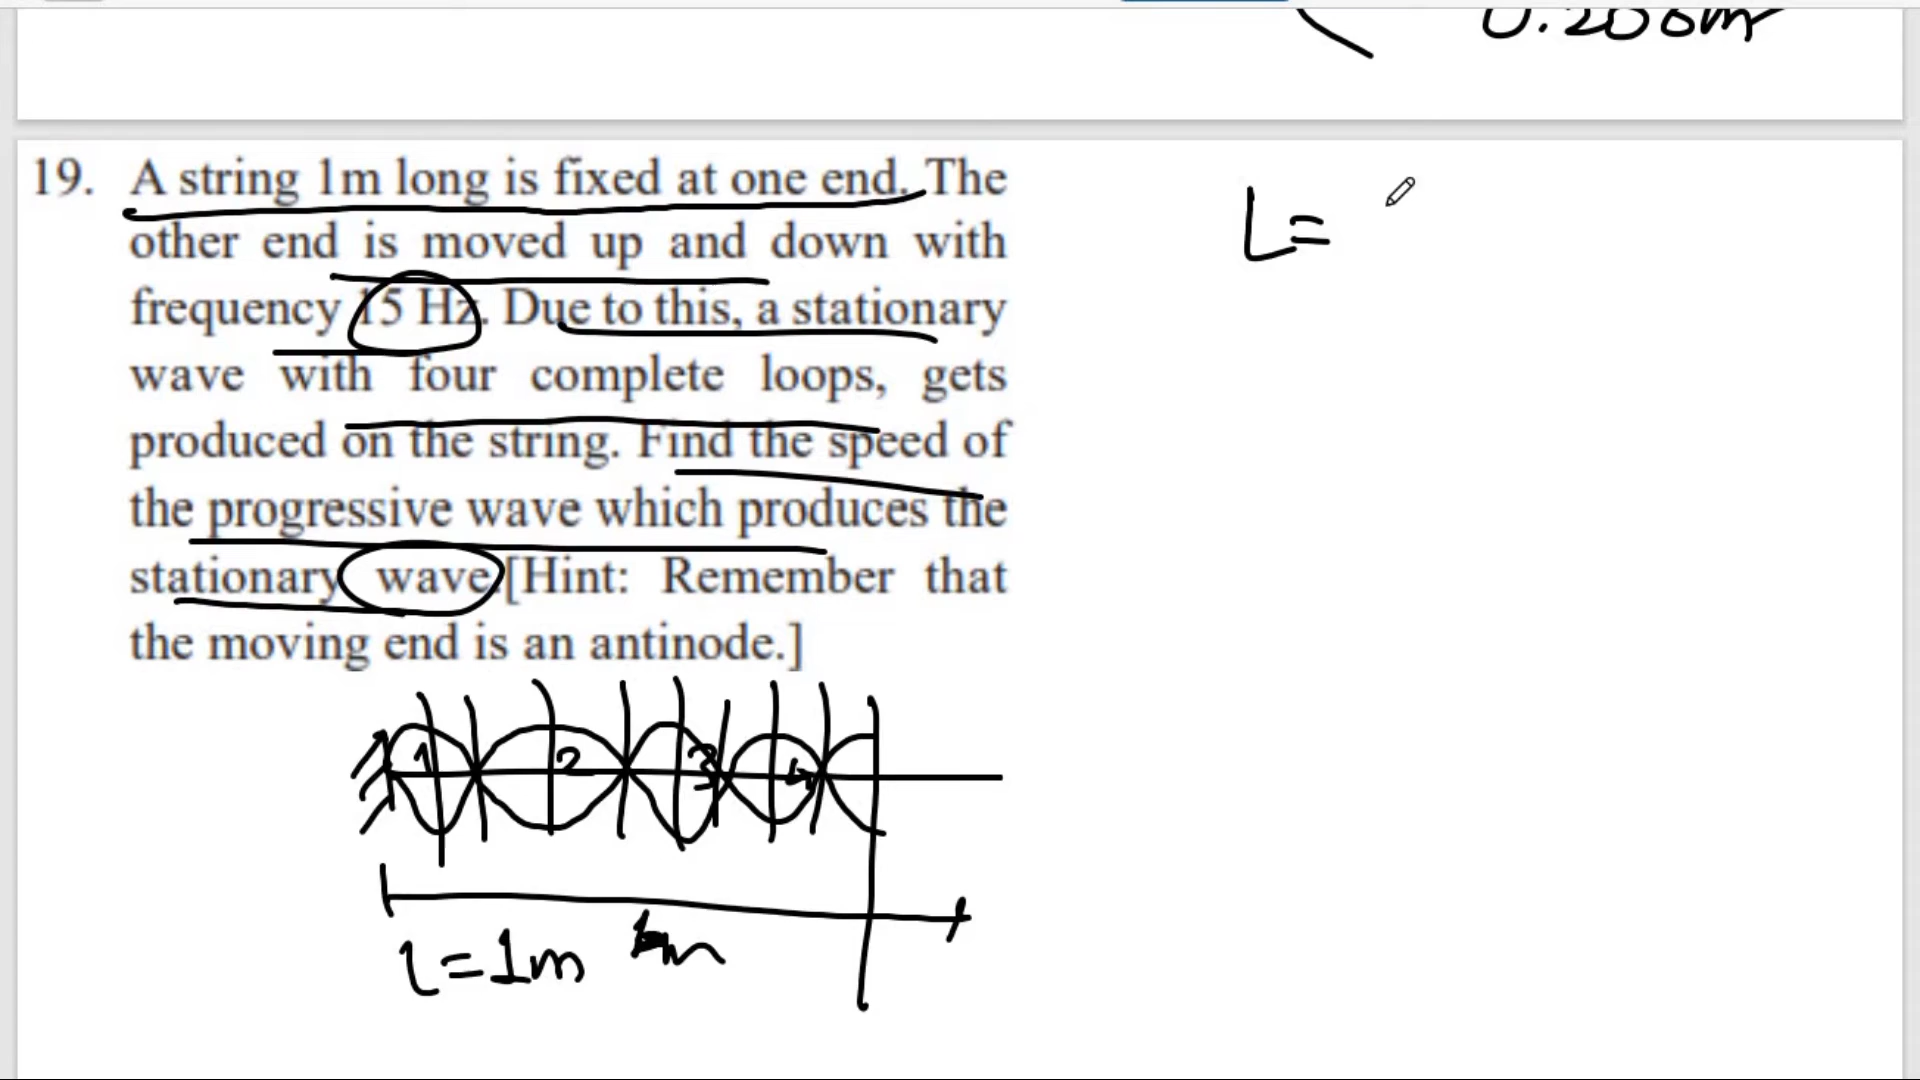 0.208m
19. A string 1m long is fixed at one end. The
other end is moved up and down with
frequency 15 Hz. Due to this, a stationary
wave with four complete loops, gets
produced on the string. Find the speed of
the progressive wave which produces the
stationary wave.[Hint: Remember that
the moving end is an antinode.]
L=
1 2 3 4
l=1m